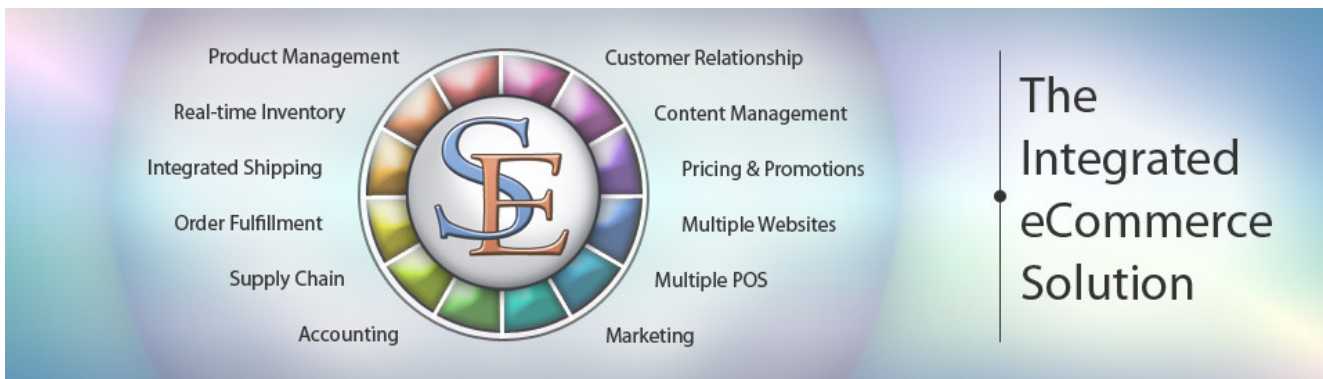 Product Management
Real-time Inventory
Integrated Shipping
Order Fulfillment
Supply Chain
Accounting
SE
Customer Relationship
Content Management
Pricing & Promotions
Multiple Websites
Multiple POS
Marketing
The
Integrated
eCommerce
Solution